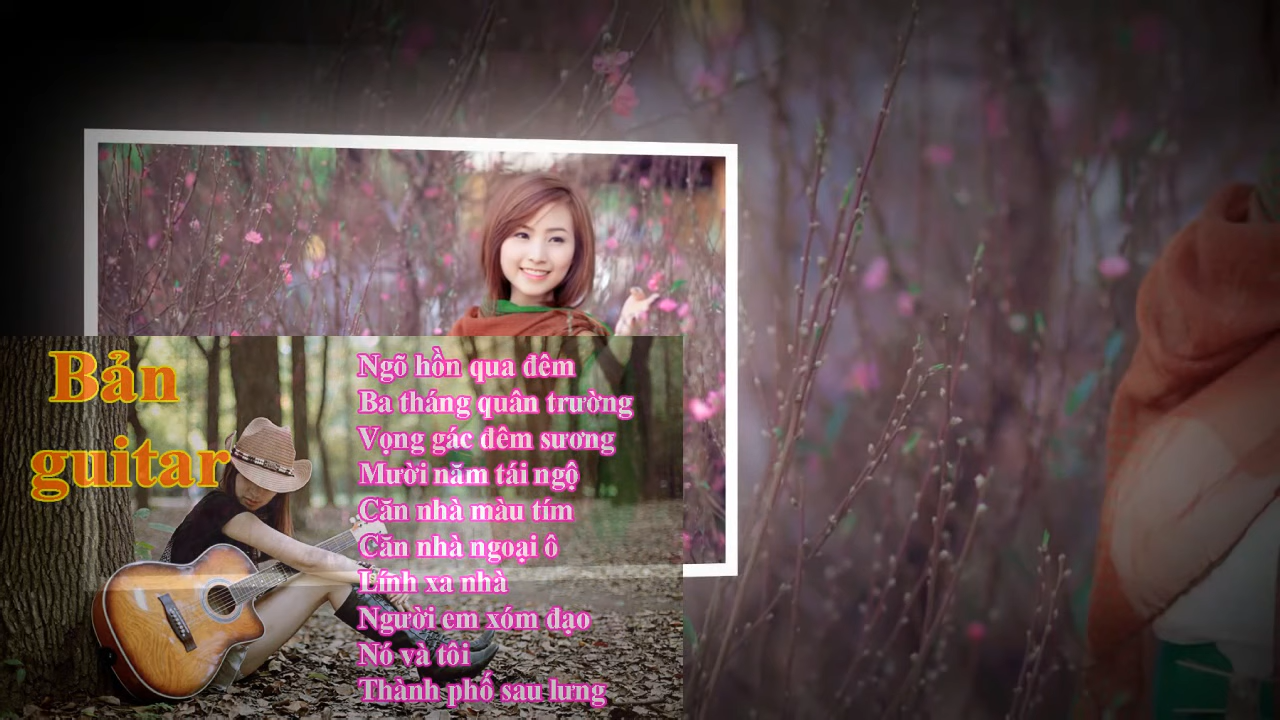 Bản
guitar
Ngõ hồn qua đêm
Ba tháng quân trường
Vọng gác đêm sương
Mười năm tái ngộ
Căn nhà màu tím
Căn nhà ngoại ô
Lính xa nhà
Người em xóm đạo
Nó và tôi
Thành phố sau lưng